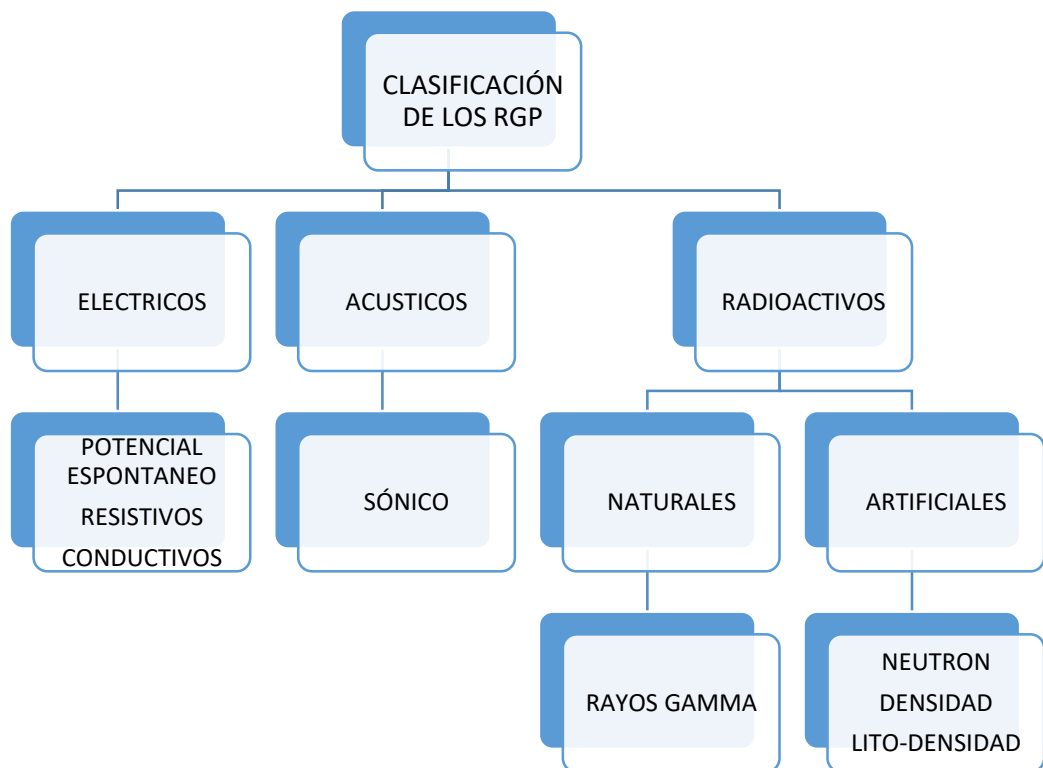 CLASIFICACIÓN
DE LOS RGP
ELECTRICOS
ACUSTICOS
RADIOACTIVOS
POTENCIAL
ESPONTANEO
RESISTIVOS
CONDUCTIVOS
SÓNICO
NATURALES
ARTIFICIALES
RAYOS GAMMA
NEUTRON
DENSIDAD
LITO-DENSIDAD